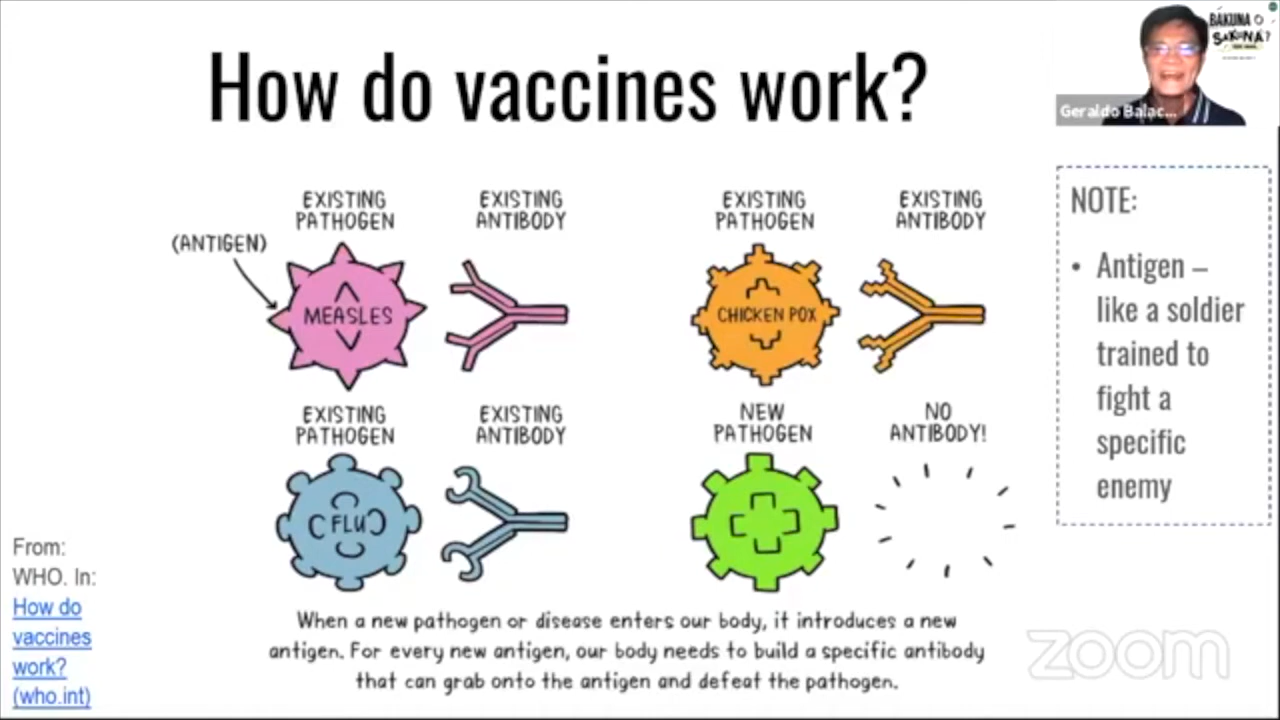 How do vaccines work?
BAKUNA O
SAKUNA?
Geraldo Balac...
EXISTING
PATHOGEN
EXISTING
ANTIBODY
EXISTING
PATHOGEN
EXISTING
ANTIBODY
(ANTIGEN)
MEASLES
CHICKEN POX
EXISTING
PATHOGEN
EXISTING
ANTIBODY
NEW
PATHOGEN
NO
ANTIBODY!
FLU
When a new pathogen or disease enters our body, it introduces a new
antigen. For every new antigen, our body needs to build a specific antibody
that can grab onto the antigen and defeat the pathogen.
NOTE:
• Antigen –
like a soldier
trained to
fight a
specific
enemy
From:
WHO. In:
How do
vaccines
work?
(who.int)
zoom